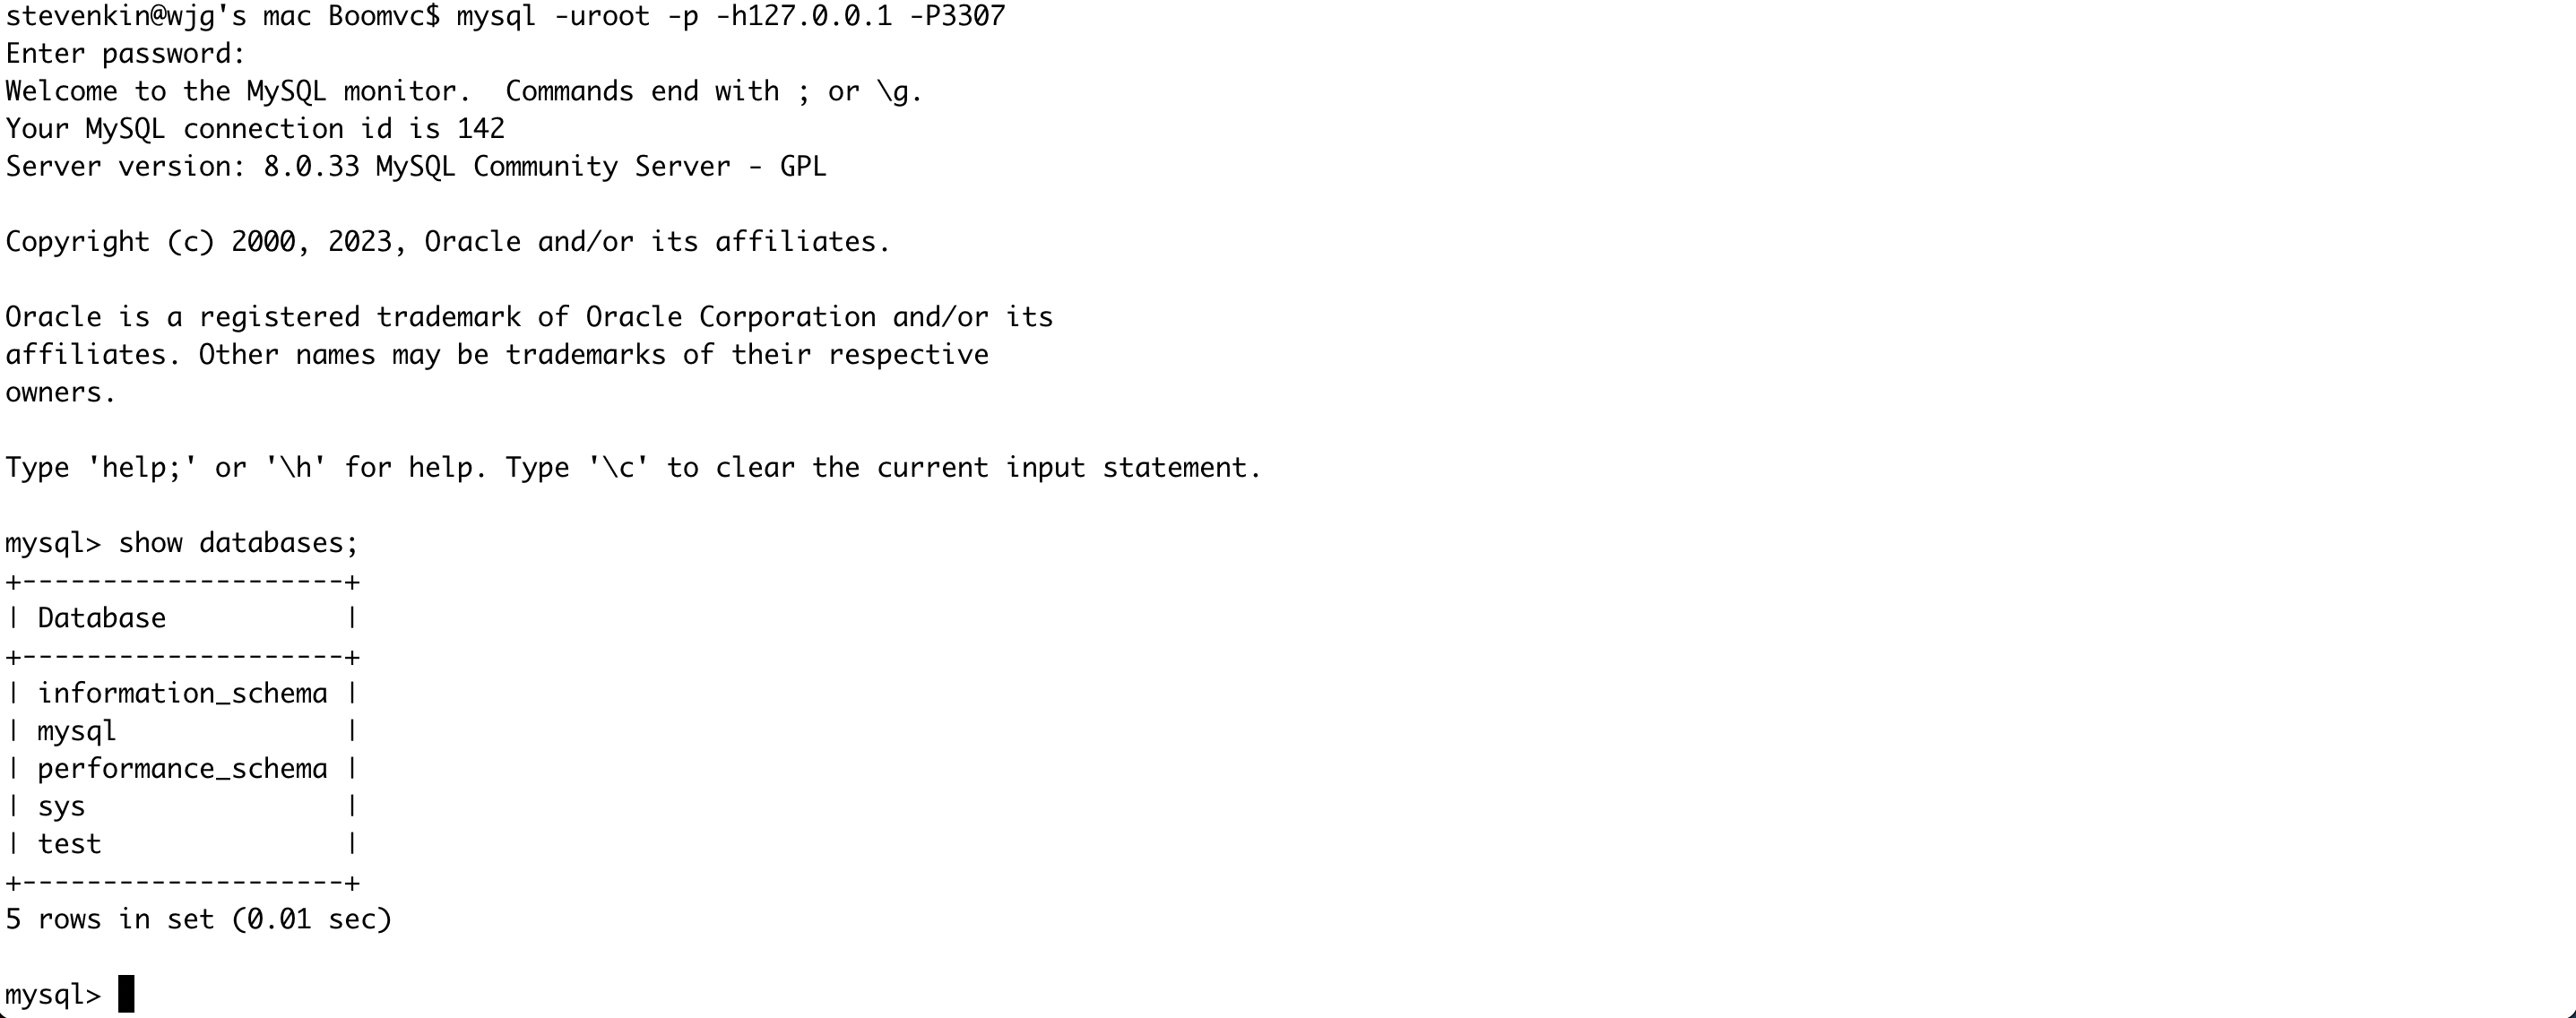 stevenkin@wjg's mac Boomvc$ mysql -uroot -p -h127.0.0.1 -P3307
Enter password:
Welcome to the MySQL monitor.  Commands end with ; or \g.
Your MySQL connection id is 142
Server version: 8.0.33 MySQL Community Server - GPL

Copyright (c) 2000, 2023, Oracle and/or its affiliates.

Oracle is a registered trademark of Oracle Corporation and/or its
affiliates. Other names may be trademarks of their respective
owners.

Type 'help;' or '\h' for help. Type '\c' to clear the current input statement.

mysql> show databases;
+--------------------+
| Database           |
+--------------------+
| information_schema |
| mysql              |
| performance_schema |
| sys                |
| test               |
+--------------------+
5 rows in set (0.01 sec)

mysql>